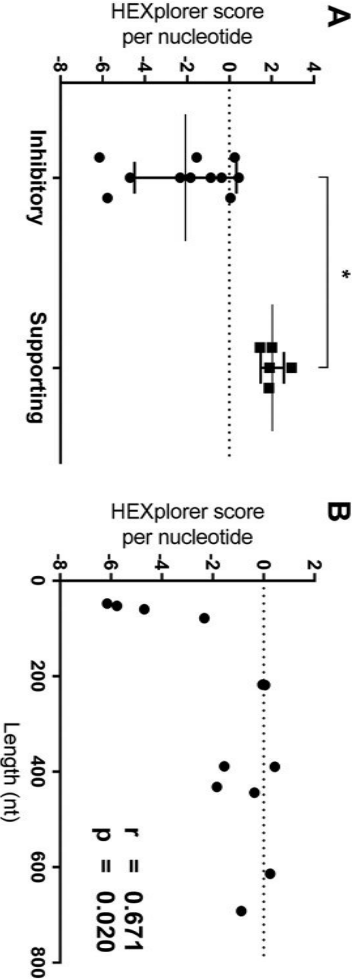 A
HEXplorer score
per nucleotide
4
2
0
-2
-4
-6
-8
*
Inhibitory
Supporting
B
HEXplorer score
per nucleotide
2
0
-2
-4
-6
-8
r = 0.671
p = 0.020
0
200
400
600
800
Length (nt)